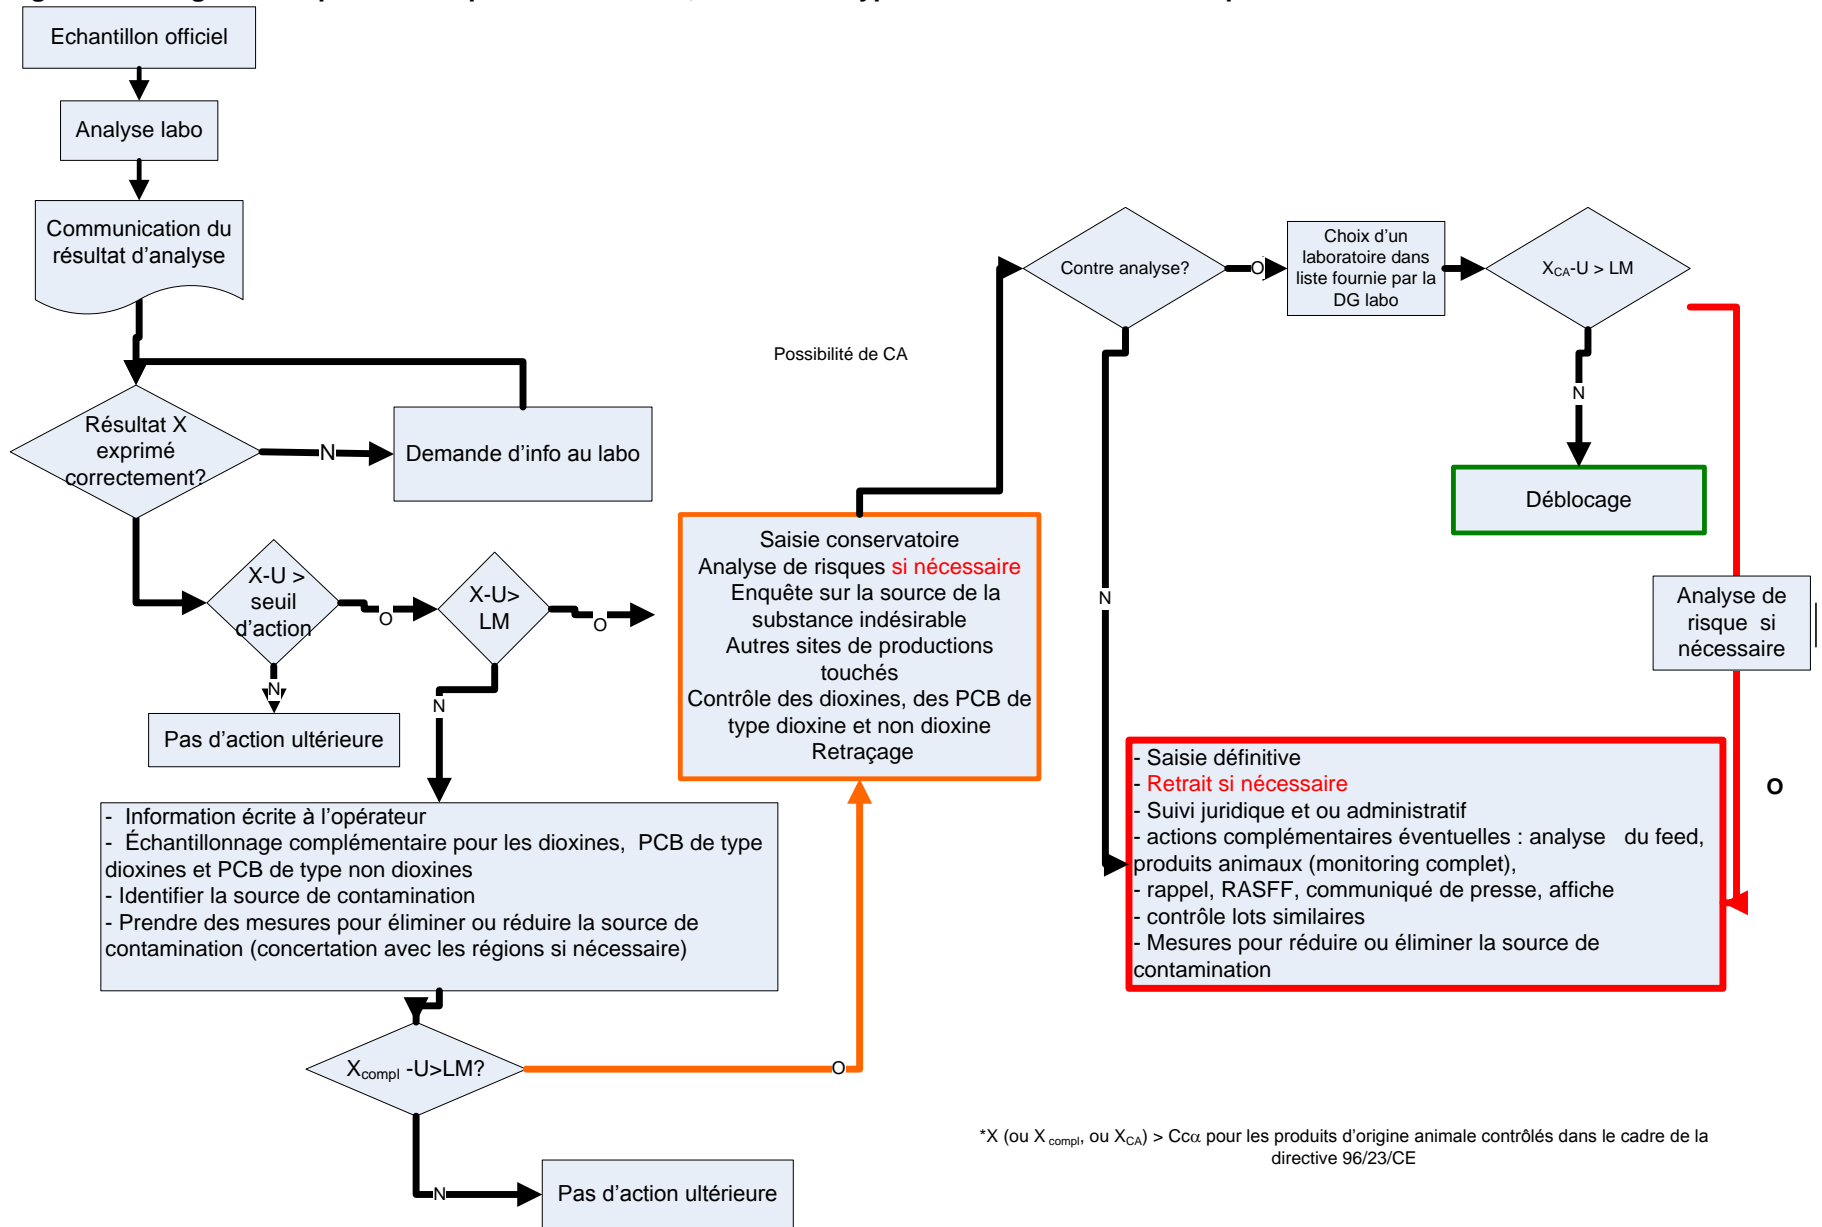 Echantillon officiel
Analyse labo
Communication du
résultat d'analyse
Résultat X
exprimé
correctement?
N
Demande d'info au labo
X-U >
seuil
d'action
O
X-U>
LM
O
N
Pas d'action ultérieure
N
- Information écrite à l'opérateur
- Échantillonnage complémentaire pour les dioxines, PCB de type
dioxines et PCB de type non dioxines
- Identifier la source de contamination
- Prendre des mesures pour éliminer ou réduire la source de
contamination (concertation avec les régions si nécessaire)
Xcompl -U>LM?
O
N
Pas d'action ultérieure
Saisie conservatoire
Analyse de risques si nécessaire
Enquête sur la source de la
substance indésirable
Autres sites de productions
touchés
Contrôle des dioxines, des PCB de
type dioxine et non dioxine
Retraçage
Possibilité de CA
Contre analyse?
O
Choix d'un
laboratoire dans
liste fournie par la
DG labo
XCA-U > LM
N
N
Déblocage
Analyse de
risque si
nécessaire
O
- Saisie définitive
- Retrait si nécessaire
- Suivi juridique et ou administratif
- actions complémentaires éventuelles : analyse du feed,
produits animaux (monitoring complet),
- rappel, RASFF, communiqué de presse, affiche
- contrôle lots similaires
- Mesures pour réduire ou éliminer la source de
contamination
*X (ou X compl, ou XCA) > Ccα pour les produits d'origine animale contrôlés dans le cadre de la
directive 96/23/CE